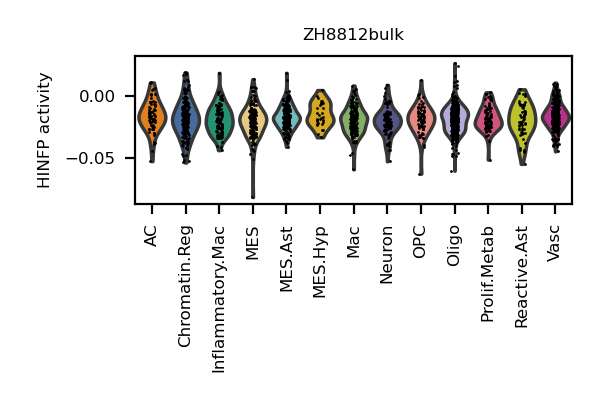 ZH8812bulk
HINFP activity
0.00
−0.05
AC
Chromatin.Reg
Inflammatory.Mac
MES
MES.Ast
MES.Hyp
Mac
Neuron
OPC
Oligo
Prolif.Metab
Reactive.Ast
Vasc